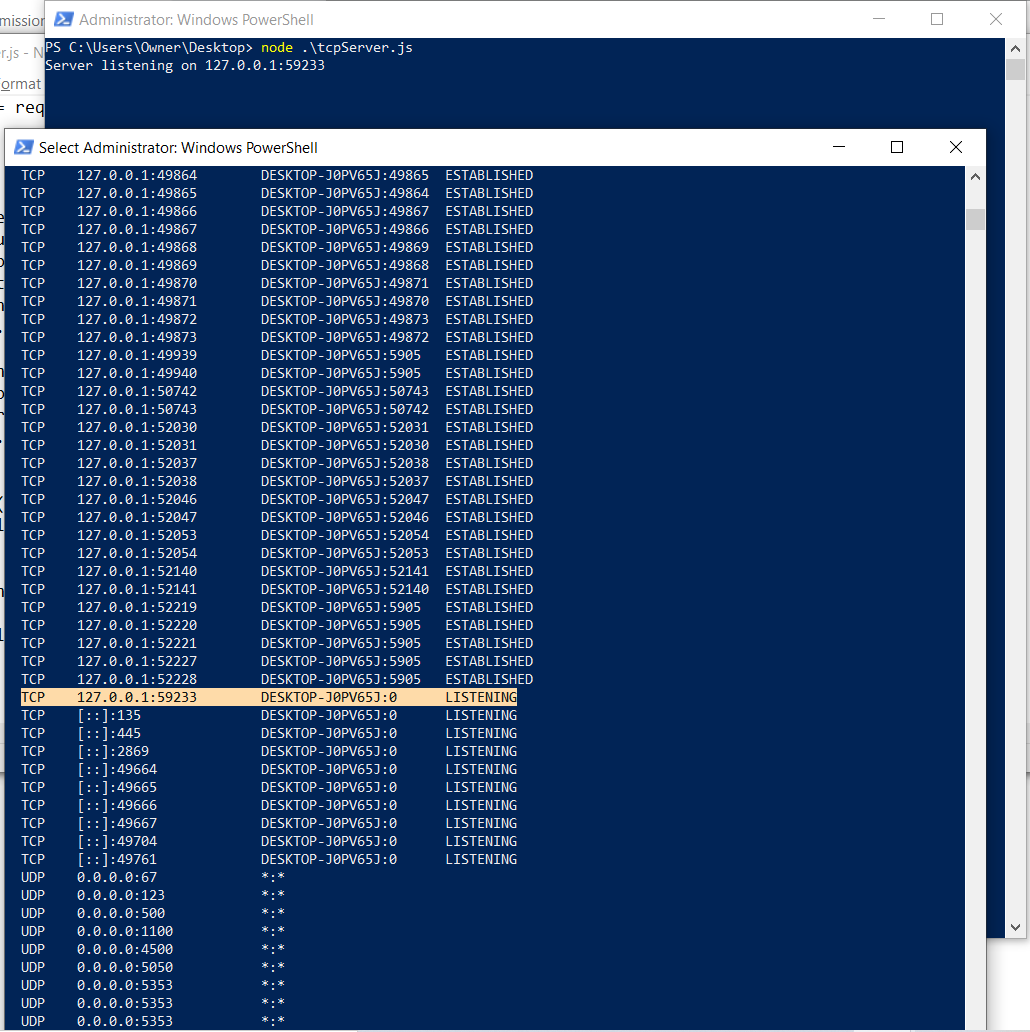 Administrator: Windows PowerShell
PS C:\Users\Owner\Desktop> node .\tcpServer.js
Server listening on 127.0.0.1:59233
mission
r.js - N
ormat
= req
Select Administrator: Windows PowerShell
TCP 127.0.0.1:49864 DESKTOP-J0PV65J:49865 ESTABLISHED
TCP 127.0.0.1:49865 DESKTOP-J0PV65J:49864 ESTABLISHED
TCP 127.0.0.1:49866 DESKTOP-J0PV65J:49867 ESTABLISHED
TCP 127.0.0.1:49867 DESKTOP-J0PV65J:49866 ESTABLISHED
TCP 127.0.0.1:49868 DESKTOP-J0PV65J:49869 ESTABLISHED
TCP 127.0.0.1:49869 DESKTOP-J0PV65J:49868 ESTABLISHED
TCP 127.0.0.1:49870 DESKTOP-J0PV65J:49871 ESTABLISHED
TCP 127.0.0.1:49871 DESKTOP-J0PV65J:49870 ESTABLISHED
TCP 127.0.0.1:49872 DESKTOP-J0PV65J:49873 ESTABLISHED
TCP 127.0.0.1:49873 DESKTOP-J0PV65J:49872 ESTABLISHED
TCP 127.0.0.1:49939 DESKTOP-J0PV65J:5905 ESTABLISHED
TCP 127.0.0.1:49940 DESKTOP-J0PV65J:5905 ESTABLISHED
TCP 127.0.0.1:50742 DESKTOP-J0PV65J:50743 ESTABLISHED
TCP 127.0.0.1:50743 DESKTOP-J0PV65J:50742 ESTABLISHED
TCP 127.0.0.1:52030 DESKTOP-J0PV65J:52031 ESTABLISHED
TCP 127.0.0.1:52031 DESKTOP-J0PV65J:52030 ESTABLISHED
TCP 127.0.0.1:52037 DESKTOP-J0PV65J:52038 ESTABLISHED
TCP 127.0.0.1:52038 DESKTOP-J0PV65J:52037 ESTABLISHED
TCP 127.0.0.1:52046 DESKTOP-J0PV65J:52047 ESTABLISHED
TCP 127.0.0.1:52047 DESKTOP-J0PV65J:52046 ESTABLISHED
TCP 127.0.0.1:52053 DESKTOP-J0PV65J:52054 ESTABLISHED
TCP 127.0.0.1:52054 DESKTOP-J0PV65J:52053 ESTABLISHED
TCP 127.0.0.1:52140 DESKTOP-J0PV65J:52141 ESTABLISHED
TCP 127.0.0.1:52141 DESKTOP-J0PV65J:52140 ESTABLISHED
TCP 127.0.0.1:52219 DESKTOP-J0PV65J:5905 ESTABLISHED
TCP 127.0.0.1:52220 DESKTOP-J0PV65J:5905 ESTABLISHED
TCP 127.0.0.1:52221 DESKTOP-J0PV65J:5905 ESTABLISHED
TCP 127.0.0.1:52227 DESKTOP-J0PV65J:5905 ESTABLISHED
TCP 127.0.0.1:52228 DESKTOP-J0PV65J:5905 ESTABLISHED
TCP 127.0.0.1:59233 DESKTOP-J0PV65J:0 LISTENING
TCP [::]:135 DESKTOP-J0PV65J:0 LISTENING
TCP [::]:445 DESKTOP-J0PV65J:0 LISTENING
TCP [::]:2869 DESKTOP-J0PV65J:0 LISTENING
TCP [::]:49664 DESKTOP-J0PV65J:0 LISTENING
TCP [::]:49665 DESKTOP-J0PV65J:0 LISTENING
TCP [::]:49666 DESKTOP-J0PV65J:0 LISTENING
TCP [::]:49667 DESKTOP-J0PV65J:0 LISTENING
TCP [::]:49704 DESKTOP-J0PV65J:0 LISTENING
TCP [::]:49761 DESKTOP-J0PV65J:0 LISTENING
UDP 0.0.0.0:67 *:*
UDP 0.0.0.0:123 *:*
UDP 0.0.0.0:500 *:*
UDP 0.0.0.0:1100 *:*
UDP 0.0.0.0:4500 *:*
UDP 0.0.0.0:5050 *:*
UDP 0.0.0.0:5353 *:*
UDP 0.0.0.0:5353 *:*
UDP 0.0.0.0:5353 *:*